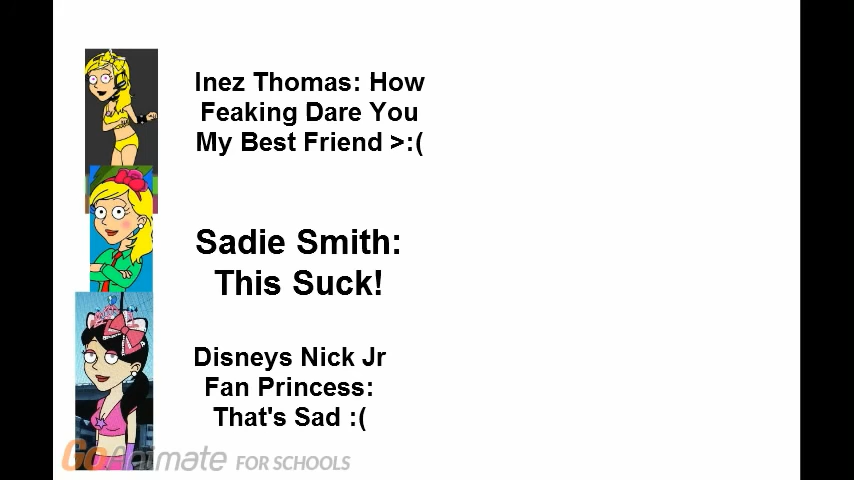 Inez Thomas: How
Feaking Dare You
My Best Friend >:(
Sadie Smith:
This Suck!
Disneys Nick Jr
Fan Princess:
That's Sad :(
GoAnimate FOR SCHOOLS